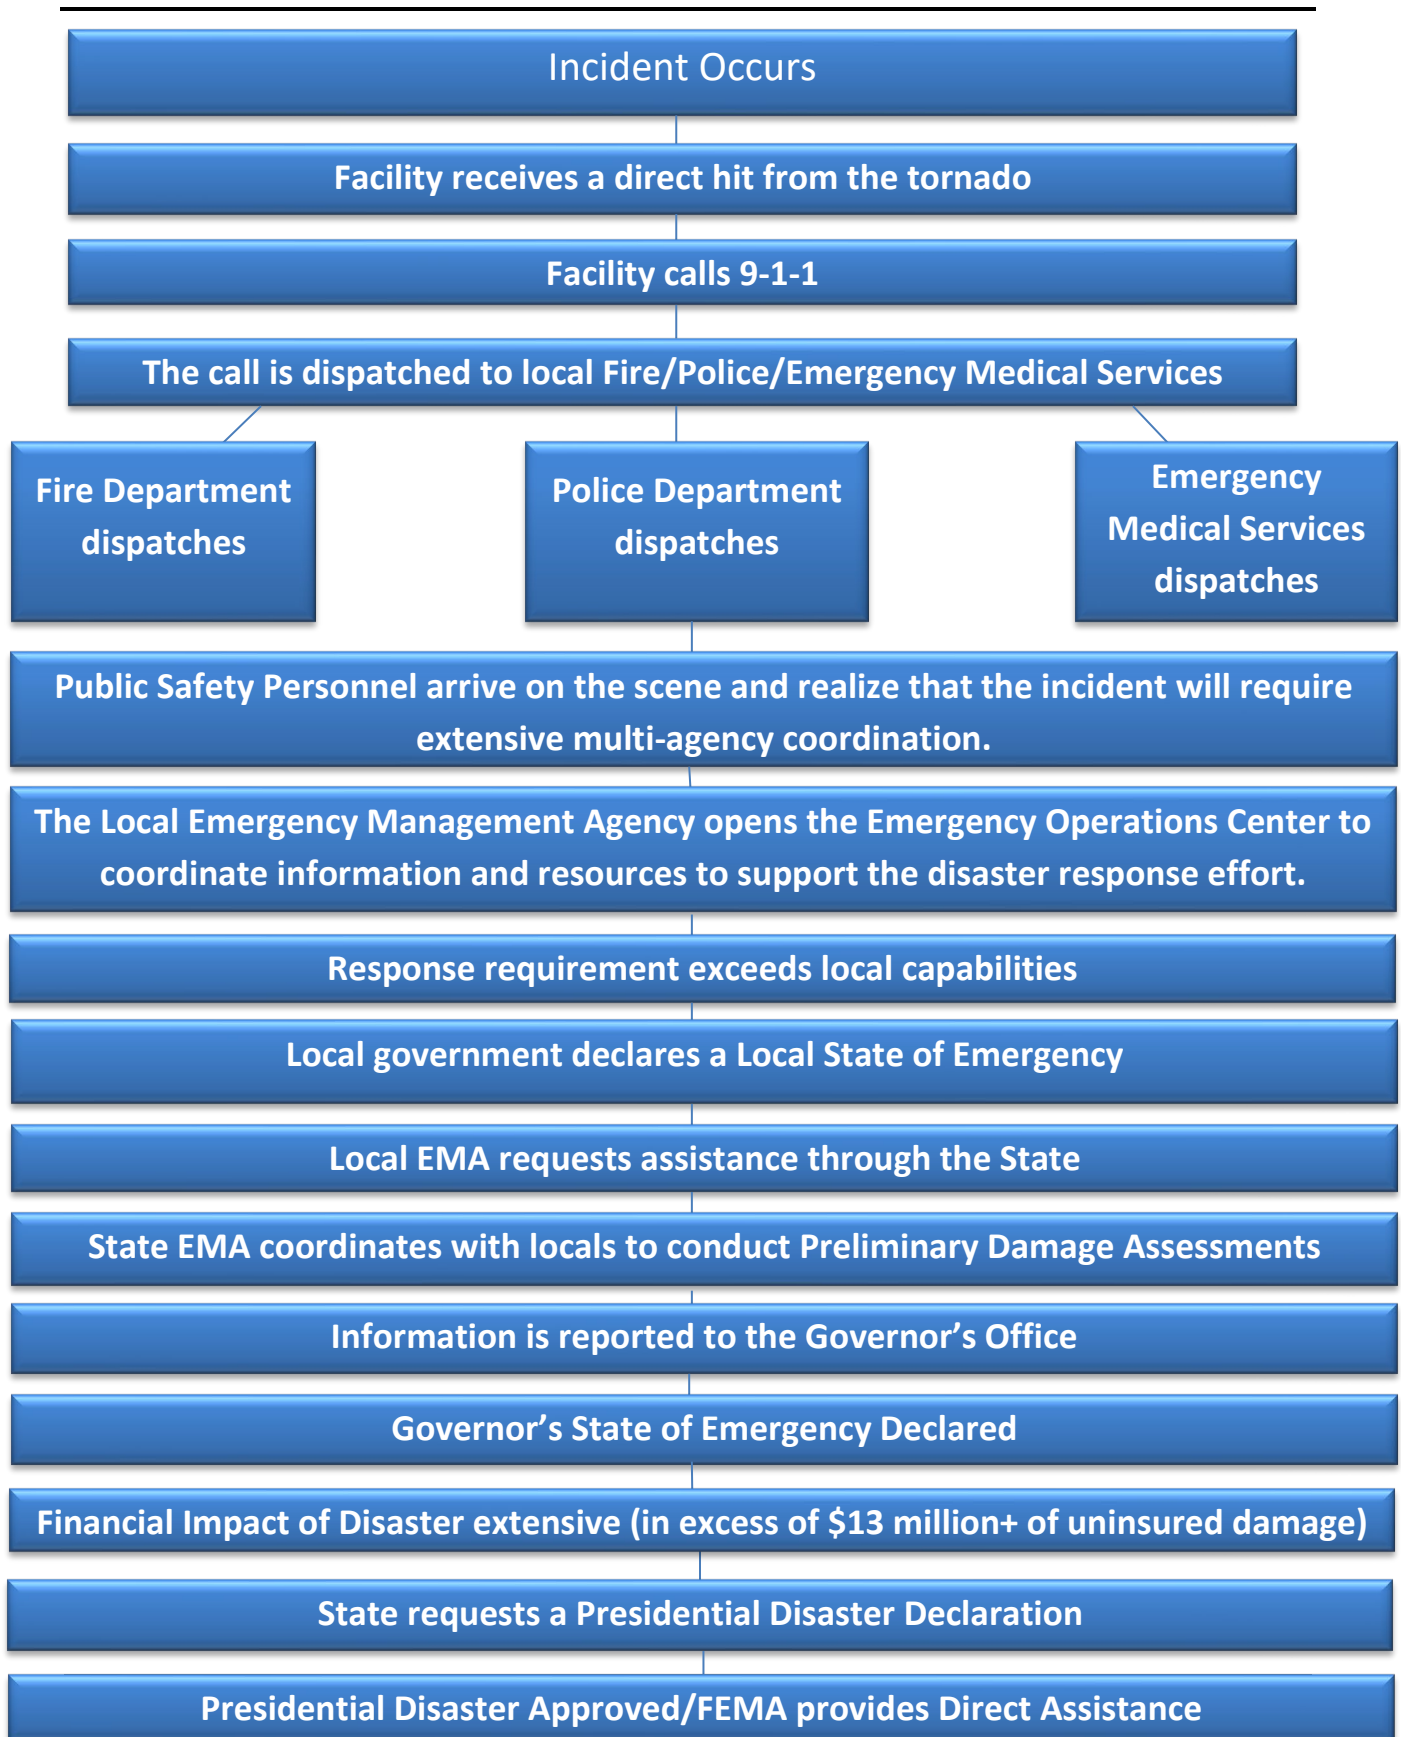 Incident Occurs
Facility receives a direct hit from the tornado
Facility calls 9-1-1
The call is dispatched to local Fire/Police/Emergency Medical Services
Fire Department
dispatches
Police Department
dispatches
Emergency
Medical Services
dispatches
Public Safety Personnel arrive on the scene and realize that the incident will require
extensive multi-agency coordination.
The Local Emergency Management Agency opens the Emergency Operations Center to
coordinate information and resources to support the disaster response effort.
Response requirement exceeds local capabilities
Local government declares a Local State of Emergency
Local EMA requests assistance through the State
State EMA coordinates with locals to conduct Preliminary Damage Assessments
Information is reported to the Governor’s Office
Governor’s State of Emergency Declared
Financial Impact of Disaster extensive (in excess of $13 million+ of uninsured damage)
State requests a Presidential Disaster Declaration
Presidential Disaster Approved/FEMA provides Direct Assistance